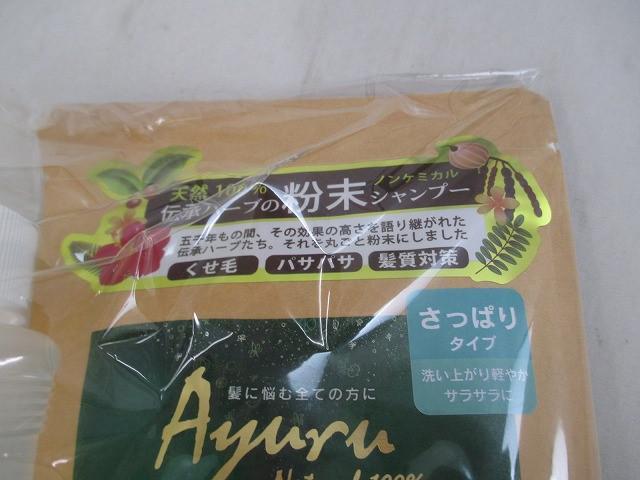 天然100% ノンケミカル
伝承ハーブの粉末シャンプー
五千年もの間、その効果の高さを語り継がれた
伝承ハーブたち。それを丸ごと粉末にしました
くせ毛 パサパサ 髪質対策
さっぱり
タイプ
洗い上がり軽やか
サラサラに
髪に悩む全ての方に
Ayuru
Natural 100%